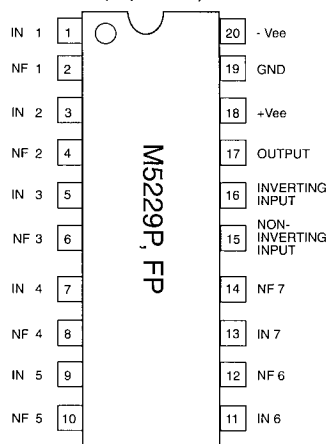 IN 1 1 20 - Vee
NF 1 2 19 GND
IN 2 3 18 +Vee
NF 2 4 17 OUTPUT
IN 3 5 16 INVERTING INPUT
NF 3 6 15 NON-INVERTING INPUT
IN 4 7 14 NF 7
NF 4 8 13 IN 7
IN 5 9 12 NF 6
NF 5 10 11 IN 6
M5229P, FP